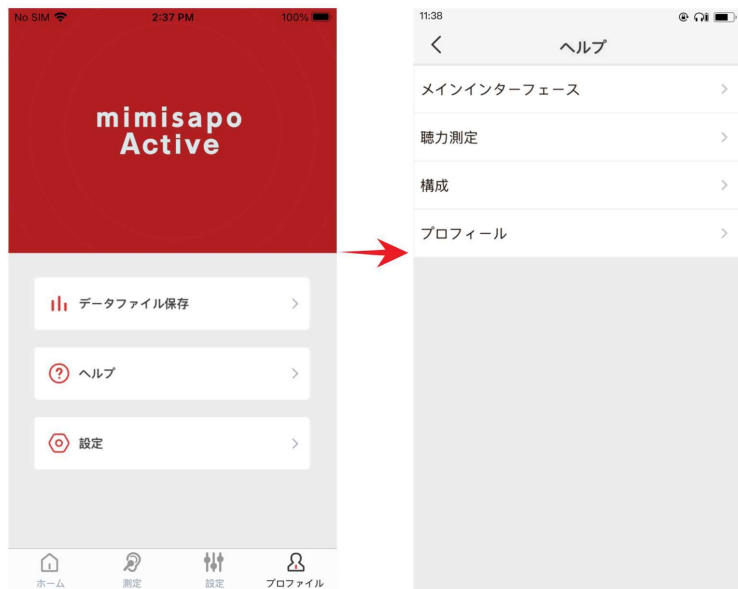 No SIM 2:37 PM 100%
mimisapo
Active
データファイル保存
ヘルプ
設定
ホーム 測定 設定 プロファイル
11:38
ヘルプ
メインインターフェース
聴力測定
構成
プロフィール